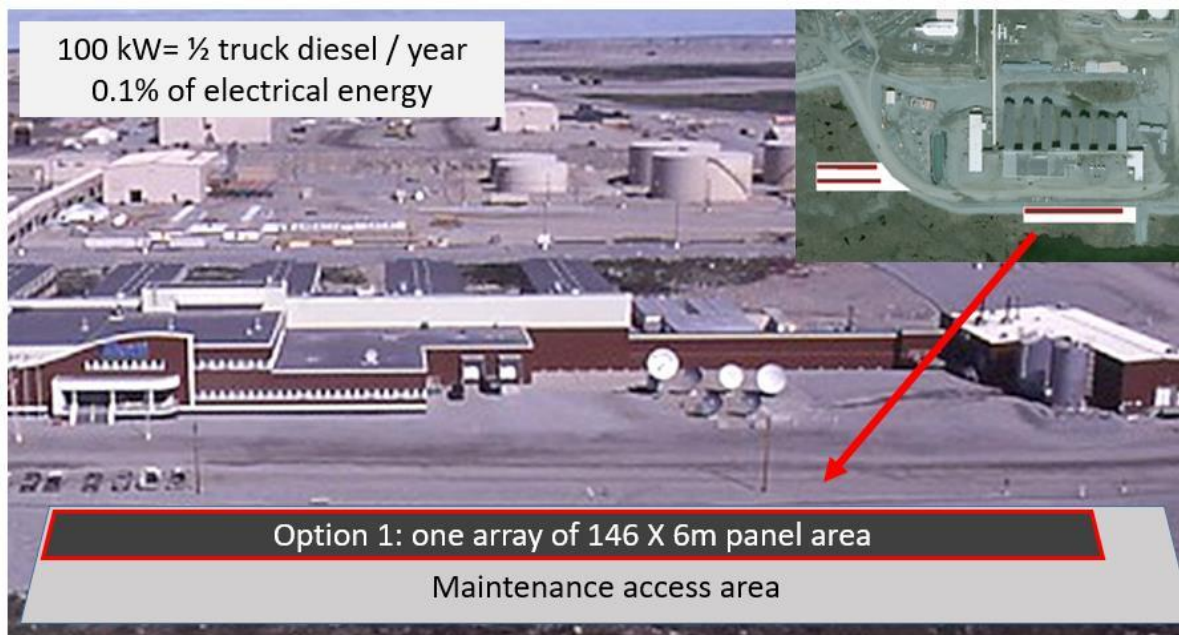 100 kW= ½ truck diesel / year
0.1% of electrical energy
Option 1: one array of 146 X 6m panel area
Maintenance access area